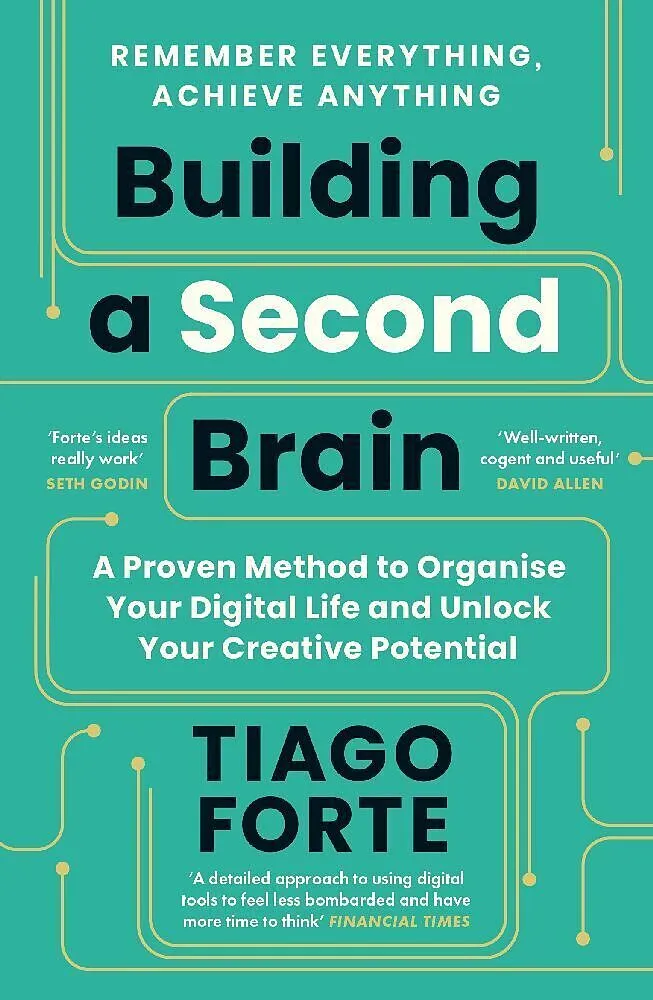 REMEMBER EVERYTHING,
ACHIEVE ANYTHING
Building
a Second
Brain
‘Forte’s ideas
really work’
SETH GODIN
‘Well-written,
cogent and useful’
DAVID ALLEN
A Proven Method to Organise
Your Digital Life and Unlock
Your Creative Potential
TIAGO
FORTE
‘A detailed approach to using digital
tools to feel less bombarded and have
more time to think’ FINANCIAL TIMES